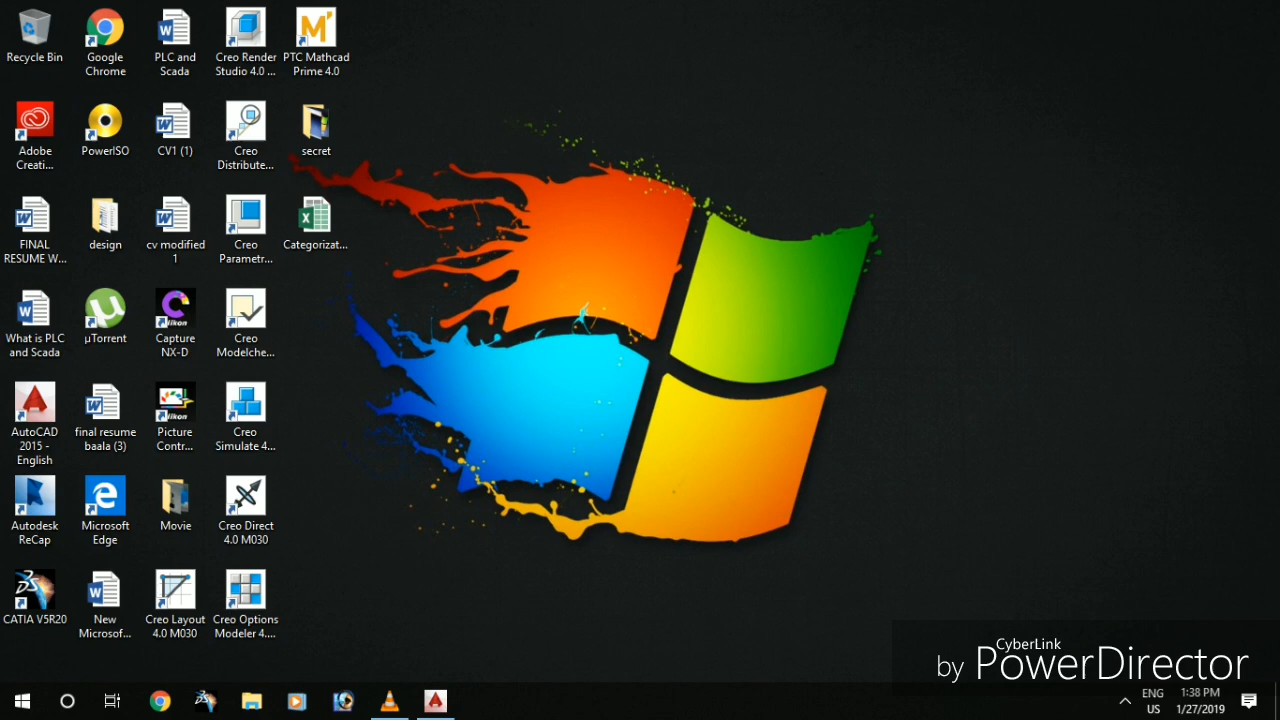 Recycle Bin
Google
Chrome
PLC and
Scada
Creo Render
Studio 4.0 ...
PTC Mathcad
Prime 4.0
Adobe
Creati...
PowerISO
CV1 (1)
Creo
Distribute...
secret
FINAL
RESUME W...
design
cv modified
1
Creo
Parametr...
Categorizat...
What is PLC
and Scada
µTorrent
Capture
NX-D
Creo
Modelche...
AutoCAD
2015 -
English
final resume
baala (3)
Picture
Contr...
Creo
Simulate 4...
Autodesk
ReCap
Microsoft
Edge
Movie
Creo Direct
4.0 M030
CATIA V5R20
New
Microsof...
Creo Layout
4.0 M030
Creo Options
Modeler 4....
CyberLink
by PowerDirector
ENG
US
1:38 PM
1/27/2019